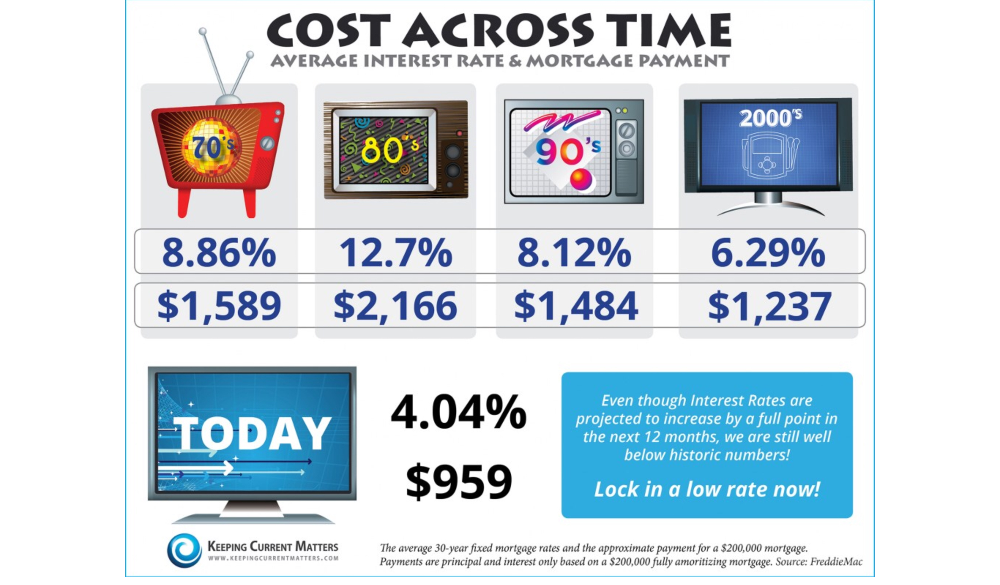 COST ACROSS TIME
AVERAGE INTEREST RATE & MORTGAGE PAYMENT
70's
80's
90's
2000's
8.86% 12.7% 8.12% 6.29%
$1,589 $2,166 $1,484 $1,237
TODAY
4.04%
$959
Even though Interest Rates are
projected to increase by a full point in
the next 12 months, we are still well
below historic numbers!
Lock in a low rate now!
KEEPING CURRENT MATTERS
WWW.KEEPINGCURRENTMATTERS.COM
The average 30-year fixed mortgage rates and the approximate payment for a $200,000 mortgage.
Payments are principal and interest only based on a $200,000 fully amoritizing mortgage. Source: FreddieMac